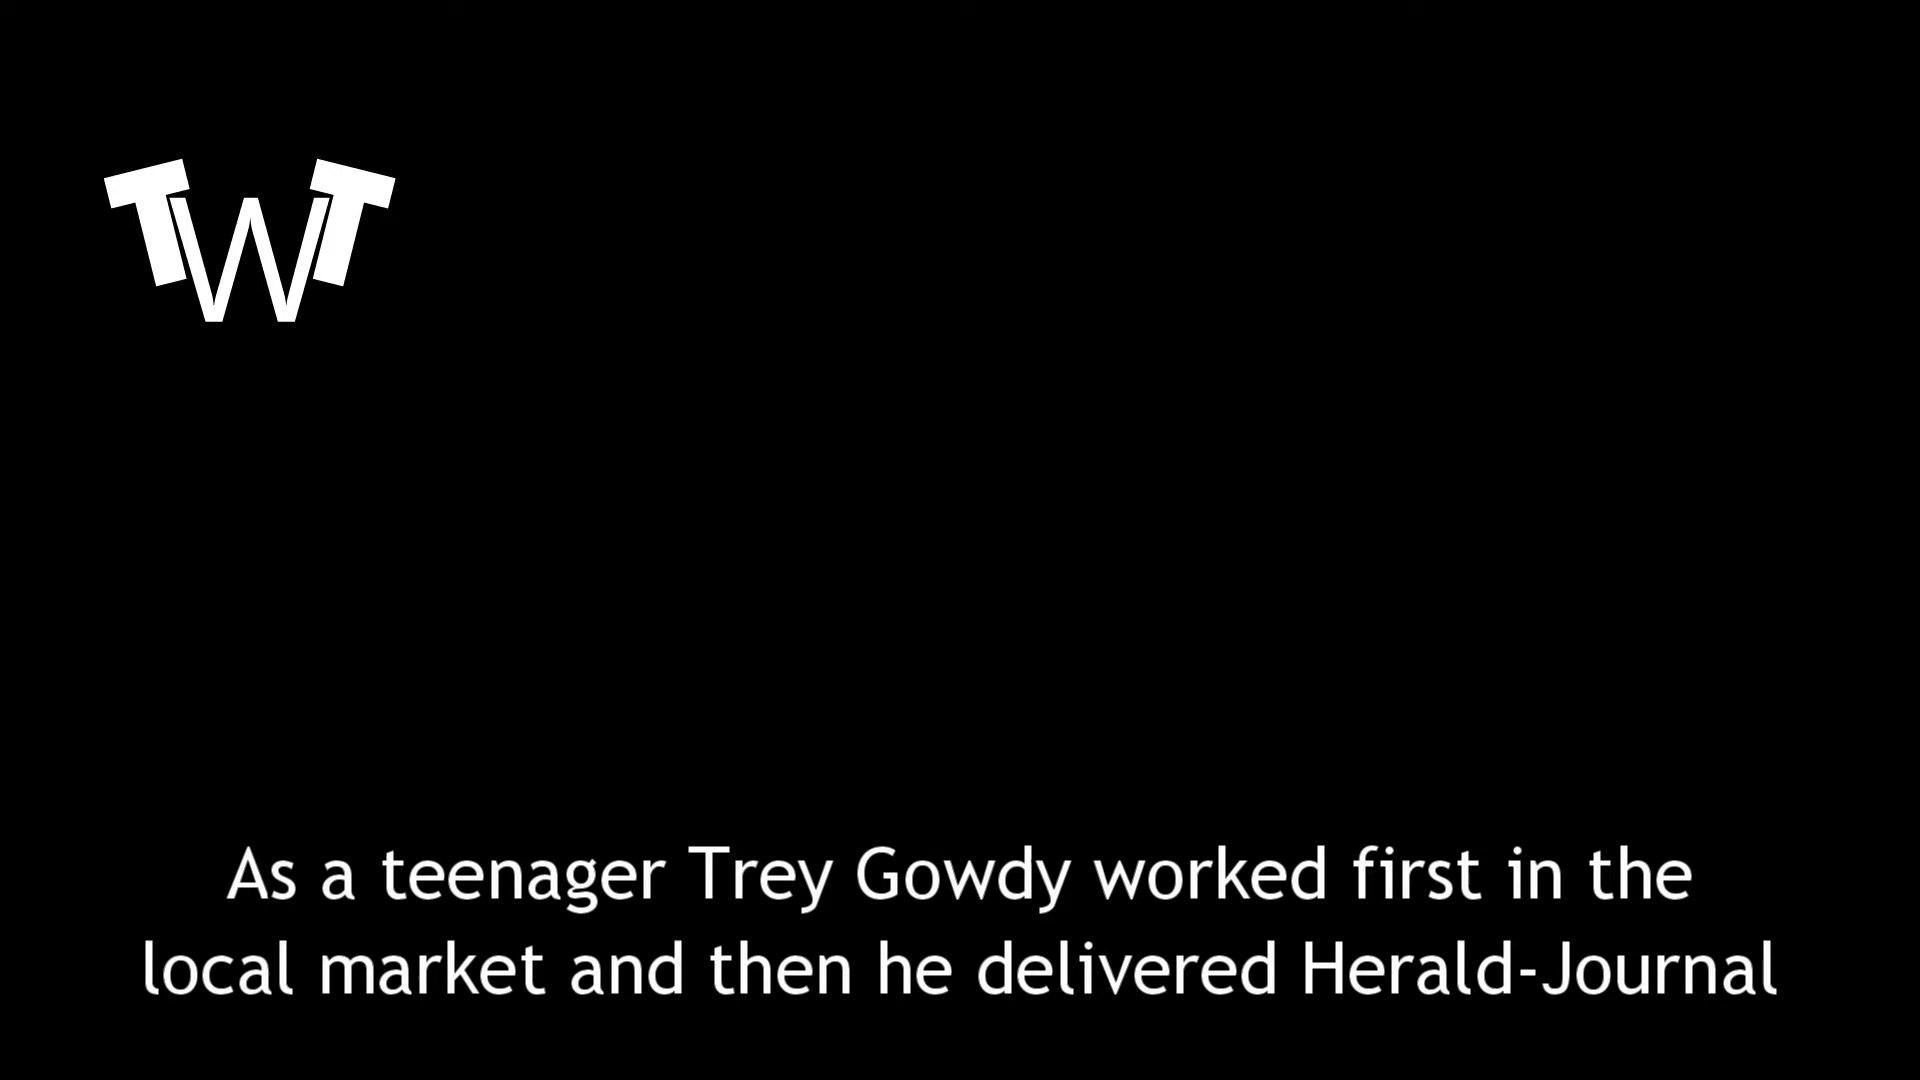 TWT
As a teenager Trey Gowdy worked first in the
local market and then he delivered Herald-Journal